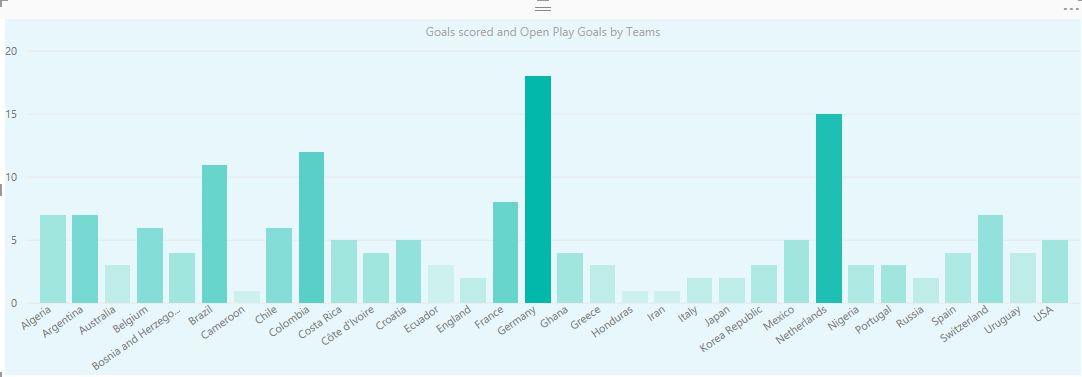 Goals scored and Open Play Goals by Teams
20
15
10
5
0
Algeria
Argentina
Australia
Belgium
Bosnia and Herzego...
Brazil
Cameroon
Chile
Colombia
Costa Rica
Côte d'Ivoire
Croatia
Ecuador
England
France
Germany
Ghana
Greece
Honduras
Iran
Italy
Japan
Korea Republic
Mexico
Netherlands
Nigeria
Portugal
Russia
Spain
Switzerland
Uruguay
USA